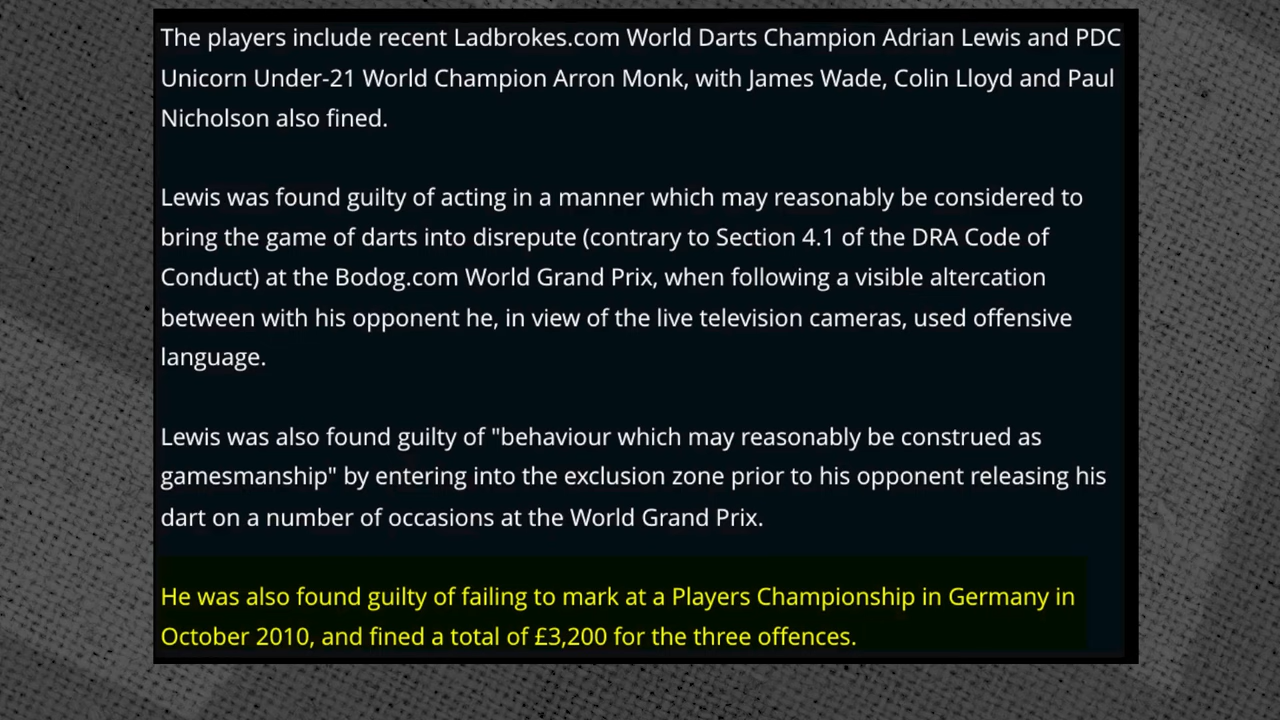 The players include recent Ladbrokes.com World Darts Champion Adrian Lewis and PDC
Unicorn Under-21 World Champion Arron Monk, with James Wade, Colin Lloyd and Paul
Nicholson also fined.
Lewis was found guilty of acting in a manner which may reasonably be considered to
bring the game of darts into disrepute (contrary to Section 4.1 of the DRA Code of
Conduct) at the Bodog.com World Grand Prix, when following a visible altercation
between with his opponent he, in view of the live television cameras, used offensive
language.
Lewis was also found guilty of "behaviour which may reasonably be construed as
gamesmanship" by entering into the exclusion zone prior to his opponent releasing his
dart on a number of occasions at the World Grand Prix.
He was also found guilty of failing to mark at a Players Championship in Germany in
October 2010, and fined a total of £3,200 for the three offences.